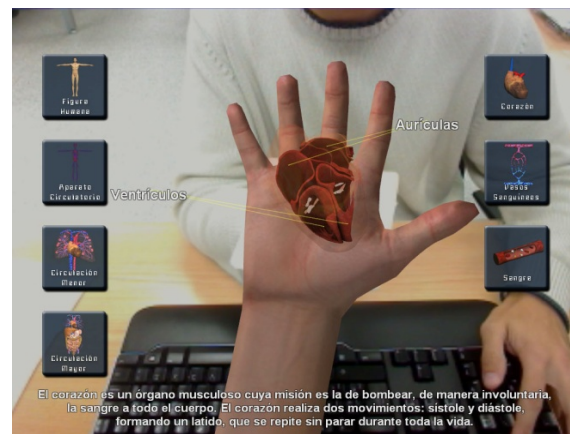 Figura
Humana
Aparato
Circulatorio
Circulación
Menor
Circulación
Mayor
Aurículas
Ventrículos
Corazón
Vasos
Sanguíneos
Sangre
El corazón es un órgano musculoso cuya misión es la de bombear, de manera involuntaria,
la sangre a todo el cuerpo. El corazón realiza dos movimientos: sístole y diástole,
formando un latido, que se repite sin parar durante toda la vida.